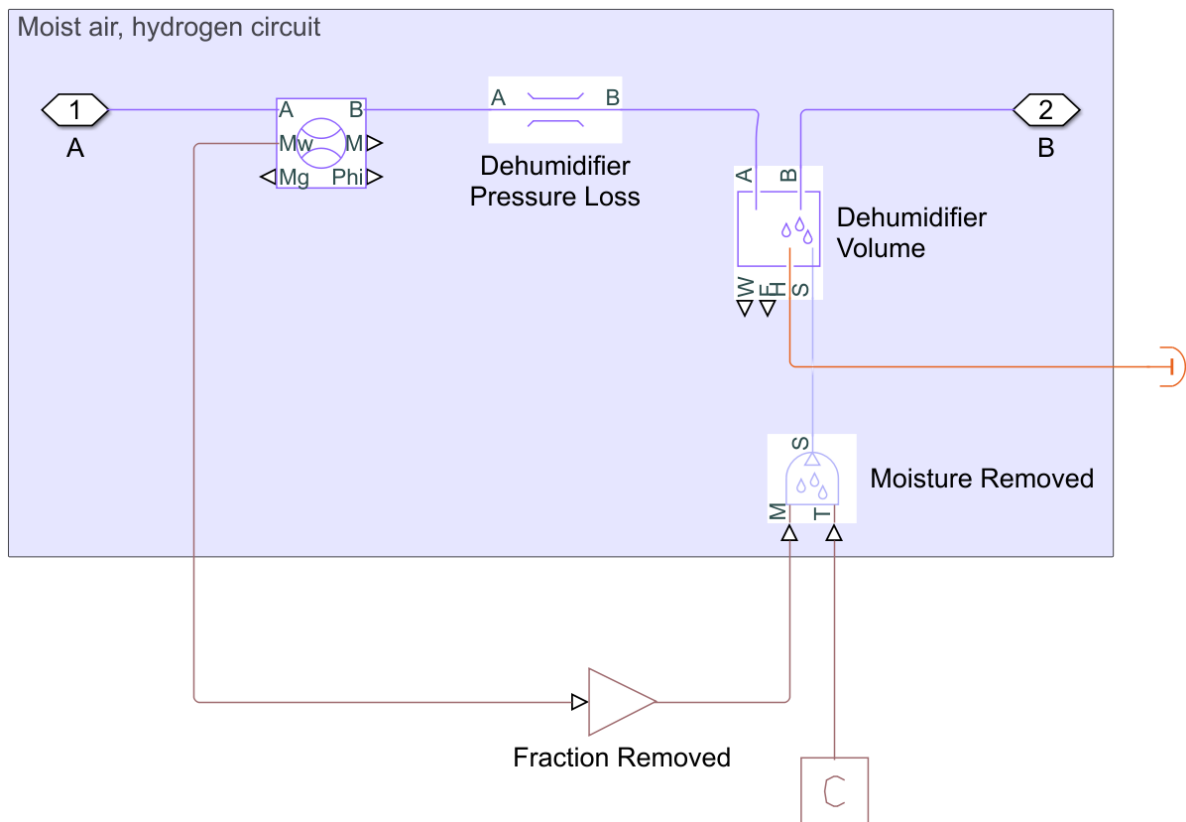 Moist air, hydrogen circuit
1
A
A B
Mw M
Mg Phi
A B
Dehumidifier
Pressure Loss
2
B
A B
Dehumidifier
Volume
W F H S
S
Moisture Removed
M T
Fraction Removed
C